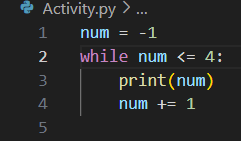 Activity.py > ...
1 num = -1
2 while num <= 4:
3     print(num)
4     num += 1
5